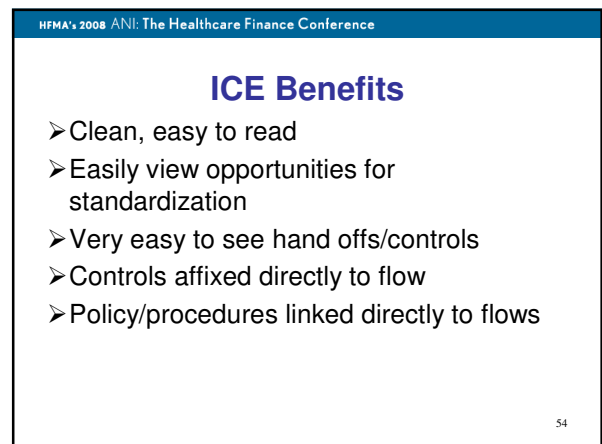 HFMA's 2008 ANI: The Healthcare Finance Conference
ICE Benefits
➢Clean, easy to read
➢Easily view opportunities for
standardization
➢Very easy to see hand offs/controls
➢Controls affixed directly to flow
➢Policy/procedures linked directly to flows
54